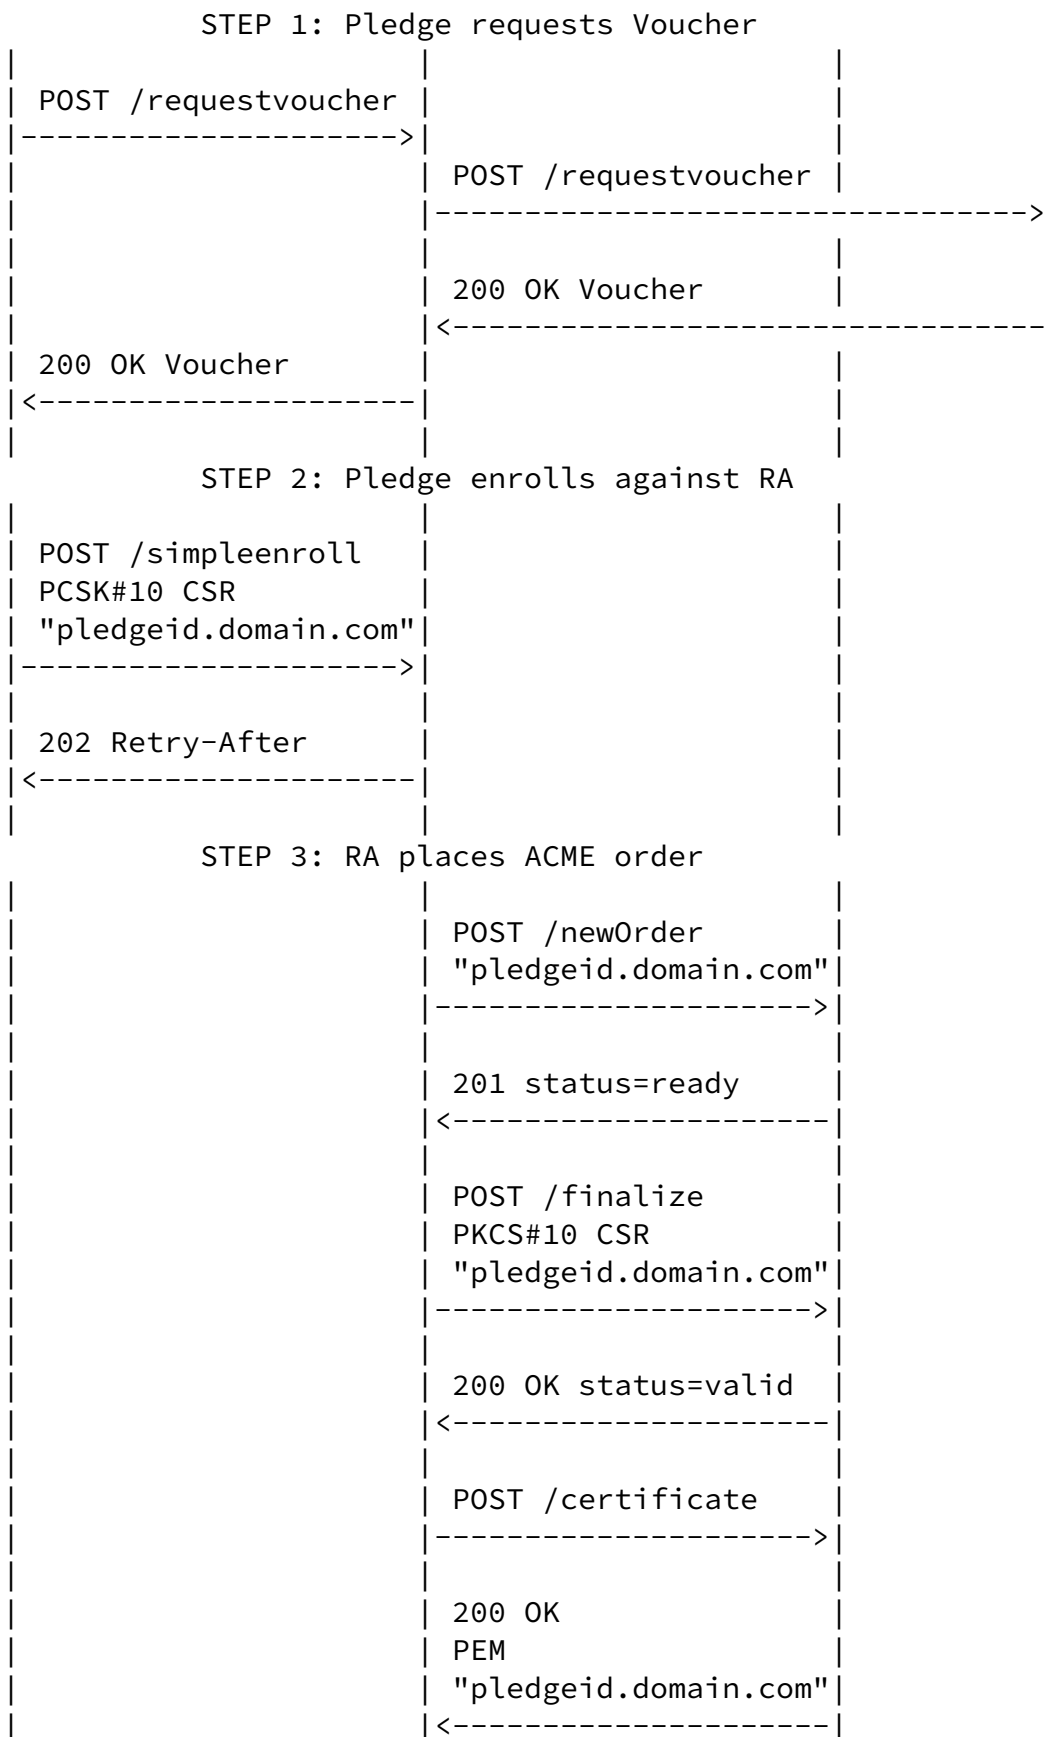 STEP 1: Pledge requests Voucher
POST /requestvoucher
POST /requestvoucher
200 OK Voucher
200 OK Voucher
STEP 2: Pledge enrolls against RA
POST /simpleenroll
PCSK#10 CSR
"pledgeid.domain.com"
202 Retry-After
STEP 3: RA places ACME order
POST /newOrder
"pledgeid.domain.com"
201 status=ready
POST /finalize
PKCS#10 CSR
"pledgeid.domain.com"
200 OK status=valid
POST /certificate
200 OK
PEM
"pledgeid.domain.com"